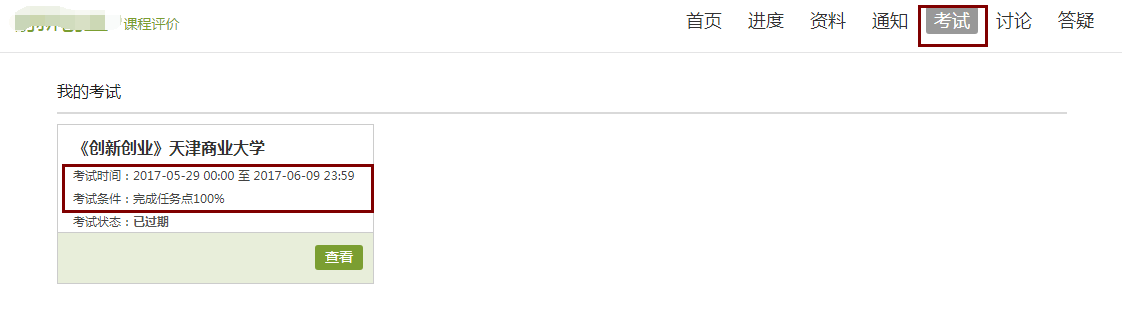 课程评价
首页 进度 资料 通知 考试 讨论 答疑
我的考试
《创新创业》天津商业大学
考试时间：2017-05-29 00:00 至 2017-06-09 23:59
考试条件：完成任务点100%
考试状态：已过期
查看